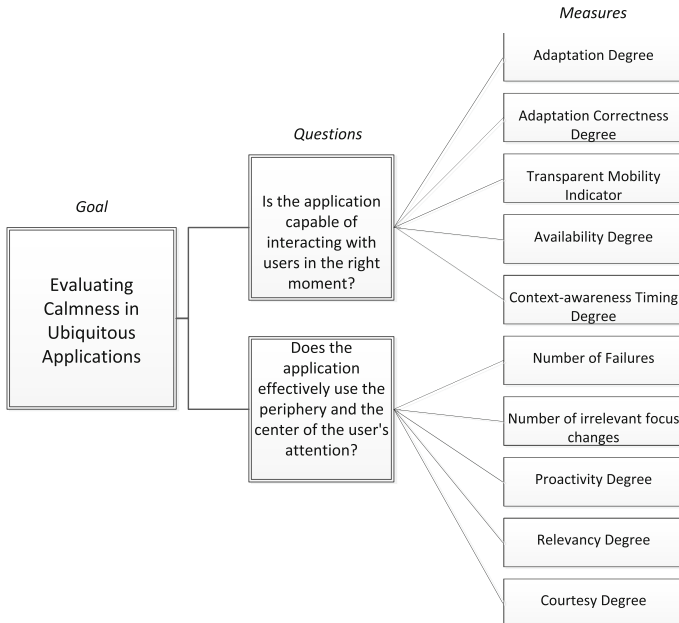 Measures
Adaptation Degree
Adaptation Correctness
Degree
Questions
Transparent Mobility
Indicator
Goal
Is the application
capable of
interacting with
users in the right
moment?
Availability Degree
Evaluating
Calmness in
Ubiquitous
Applications
Context-awareness Timing
Degree
Does the
application
effectively use the
periphery and the
center of the user's
attention?
Number of Failures
Number of irrelevant focus
changes
Proactivity Degree
Relevancy Degree
Courtesy Degree